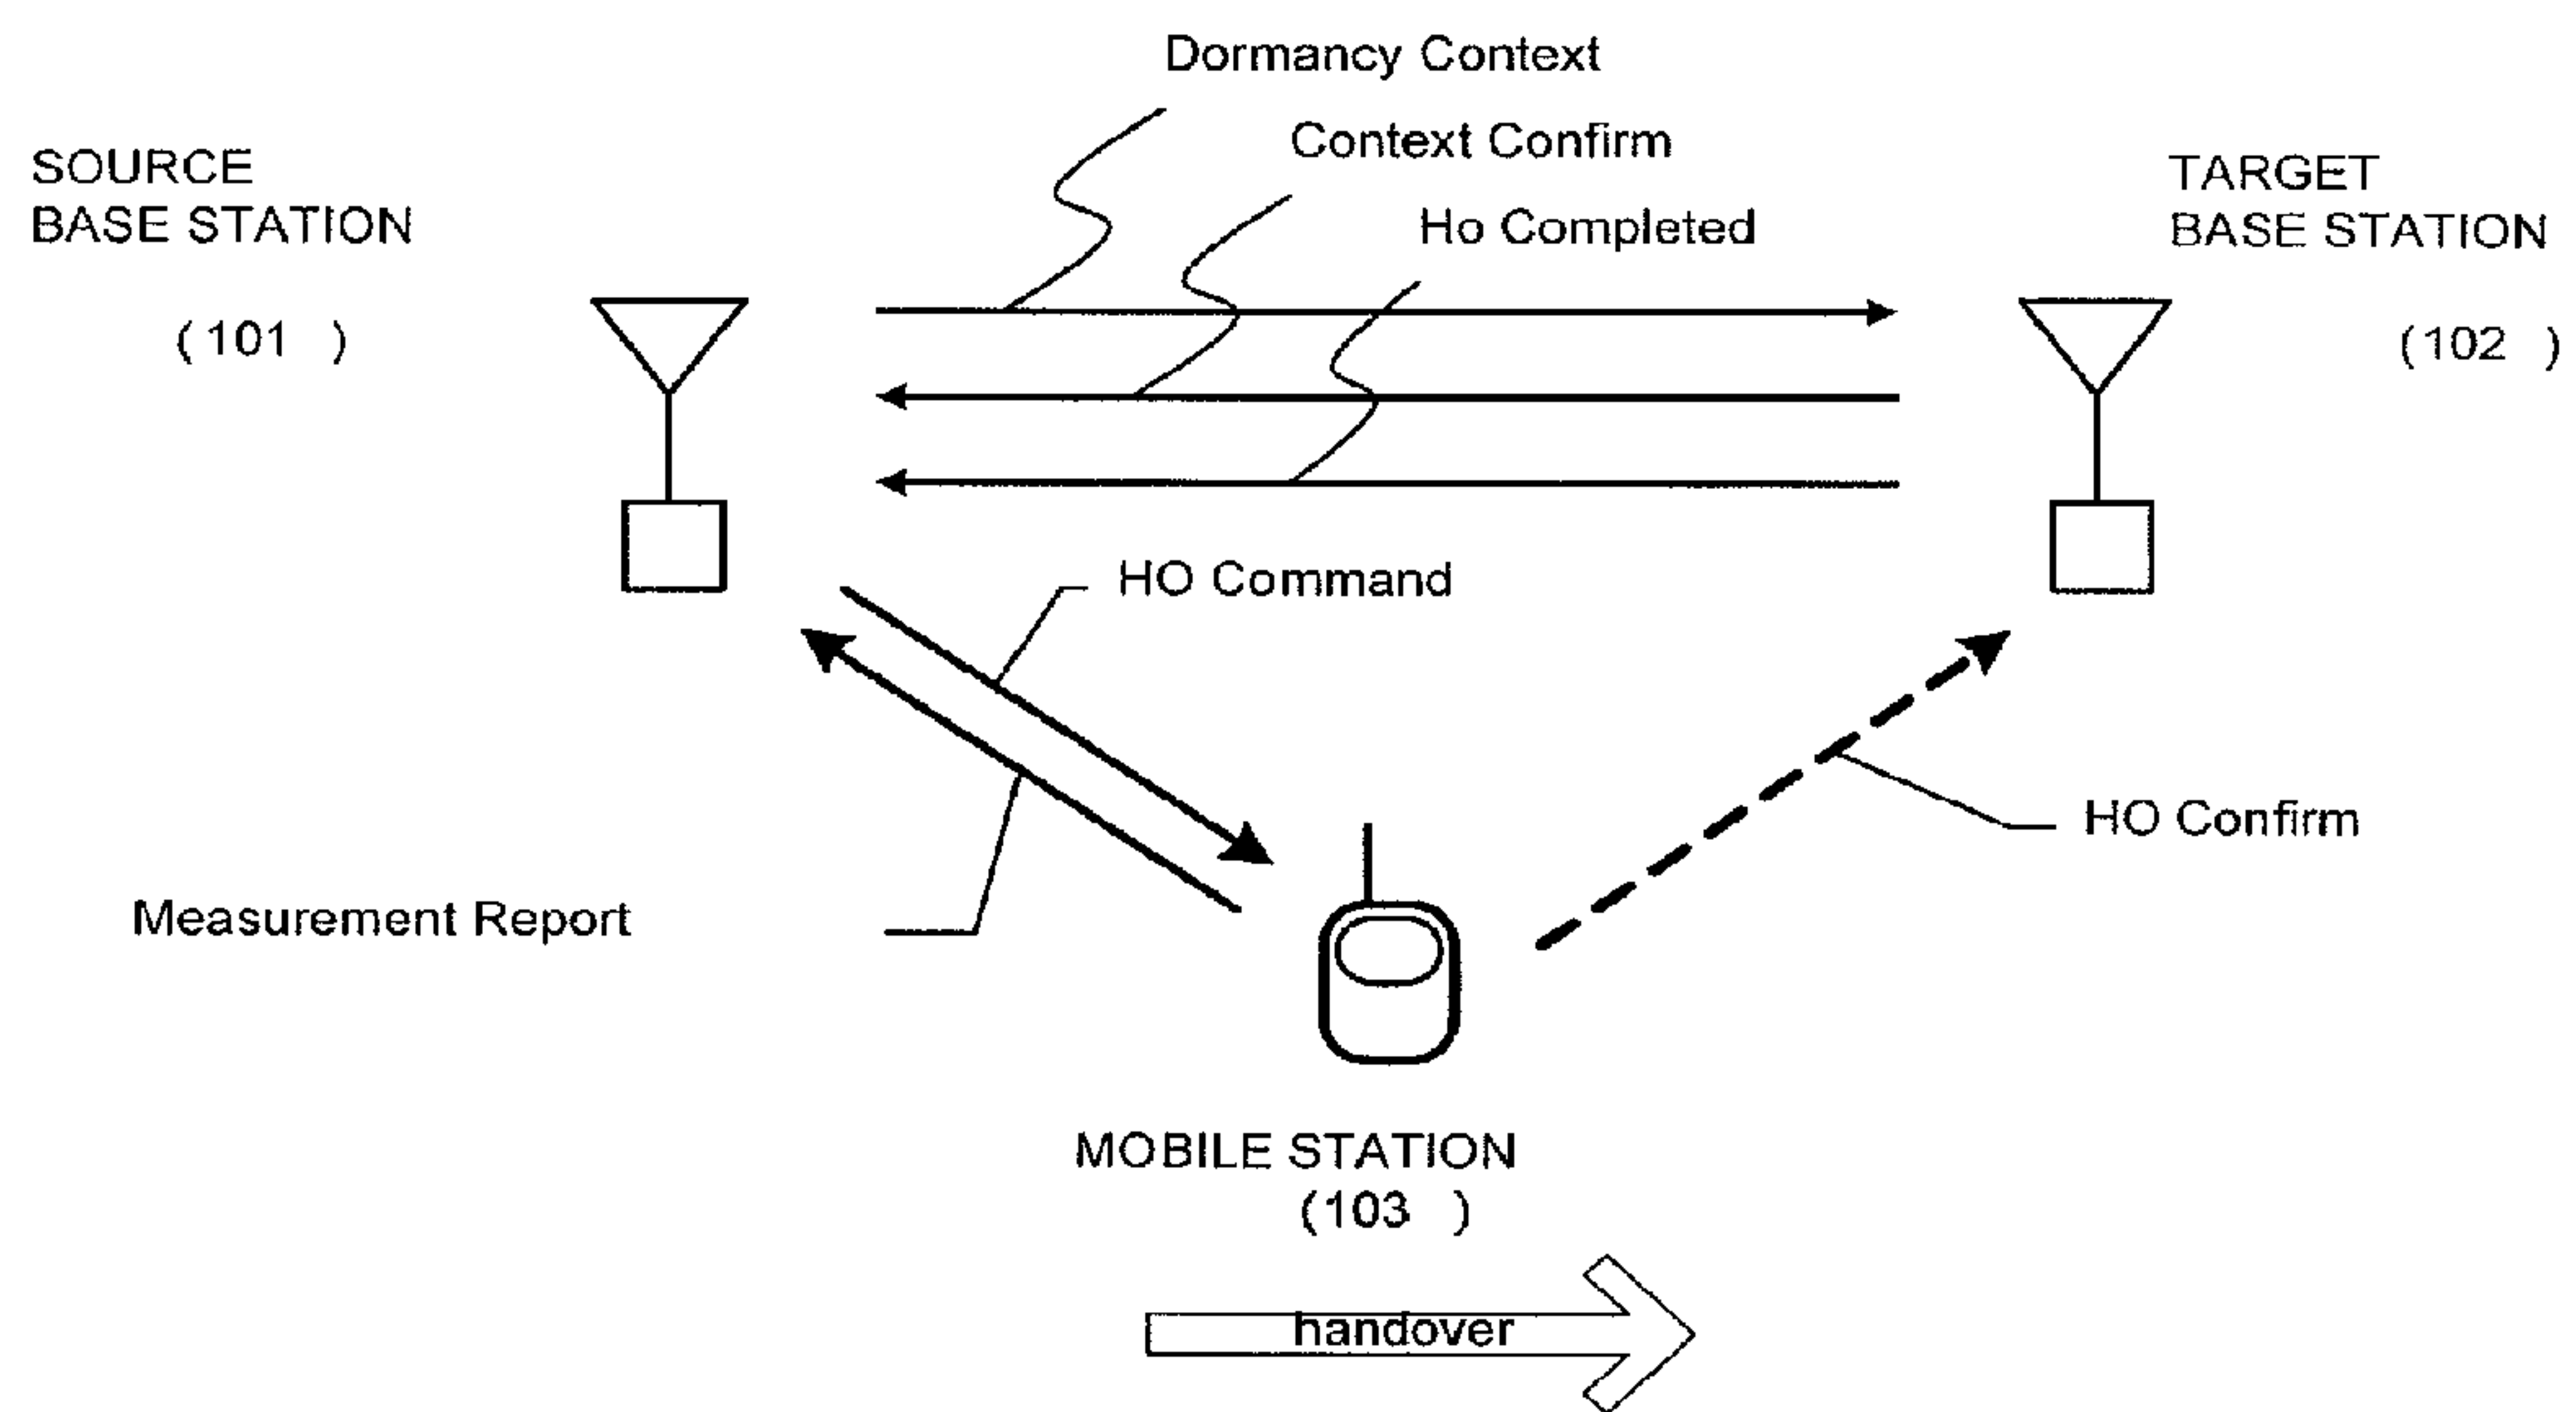 Dormancy Context
Context Confirm
Ho Completed
SOURCE
BASE STATION
(101 )
TARGET
BASE STATION
(102 )
HO Command
HO Confirm
Measurement Report
MOBILE STATION
(103 )
handover